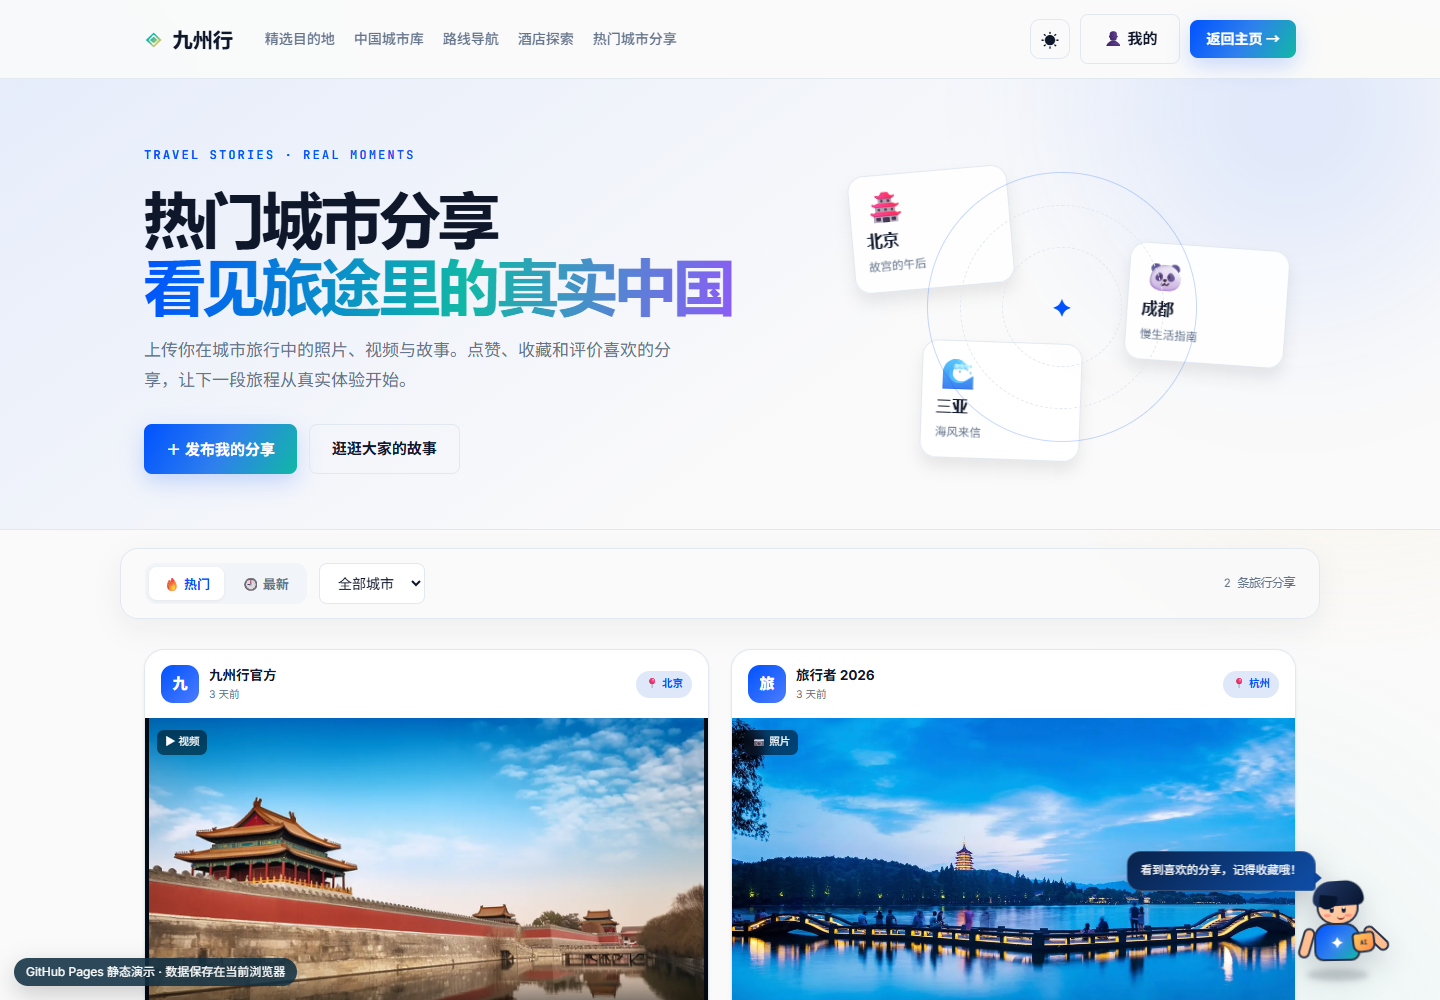 九州行
精选目的地 中国城市库 路线导航 酒店探索 热门城市分享
我的
返回主页 →
TRAVEL STORIES · REAL MOMENTS
热门城市分享
看见旅途里的真实中国
上传你在城市旅行中的照片、视频与故事。点赞、收藏和评价喜欢的分
享，让下一段旅程从真实体验开始。
＋ 发布我的分享
逛逛大家的故事
北京
故宫的午后
成都
慢生活指南
三亚
海风来信
热门
最新
全部城市
2 条旅行分享
九
九州行官方
3 天前
北京
▶ 视频
旅
旅行者 2026
3 天前
杭州
照片
看到喜欢的分享，记得收藏哦！
AI
GitHub Pages 静态演示 · 数据保存在当前浏览器